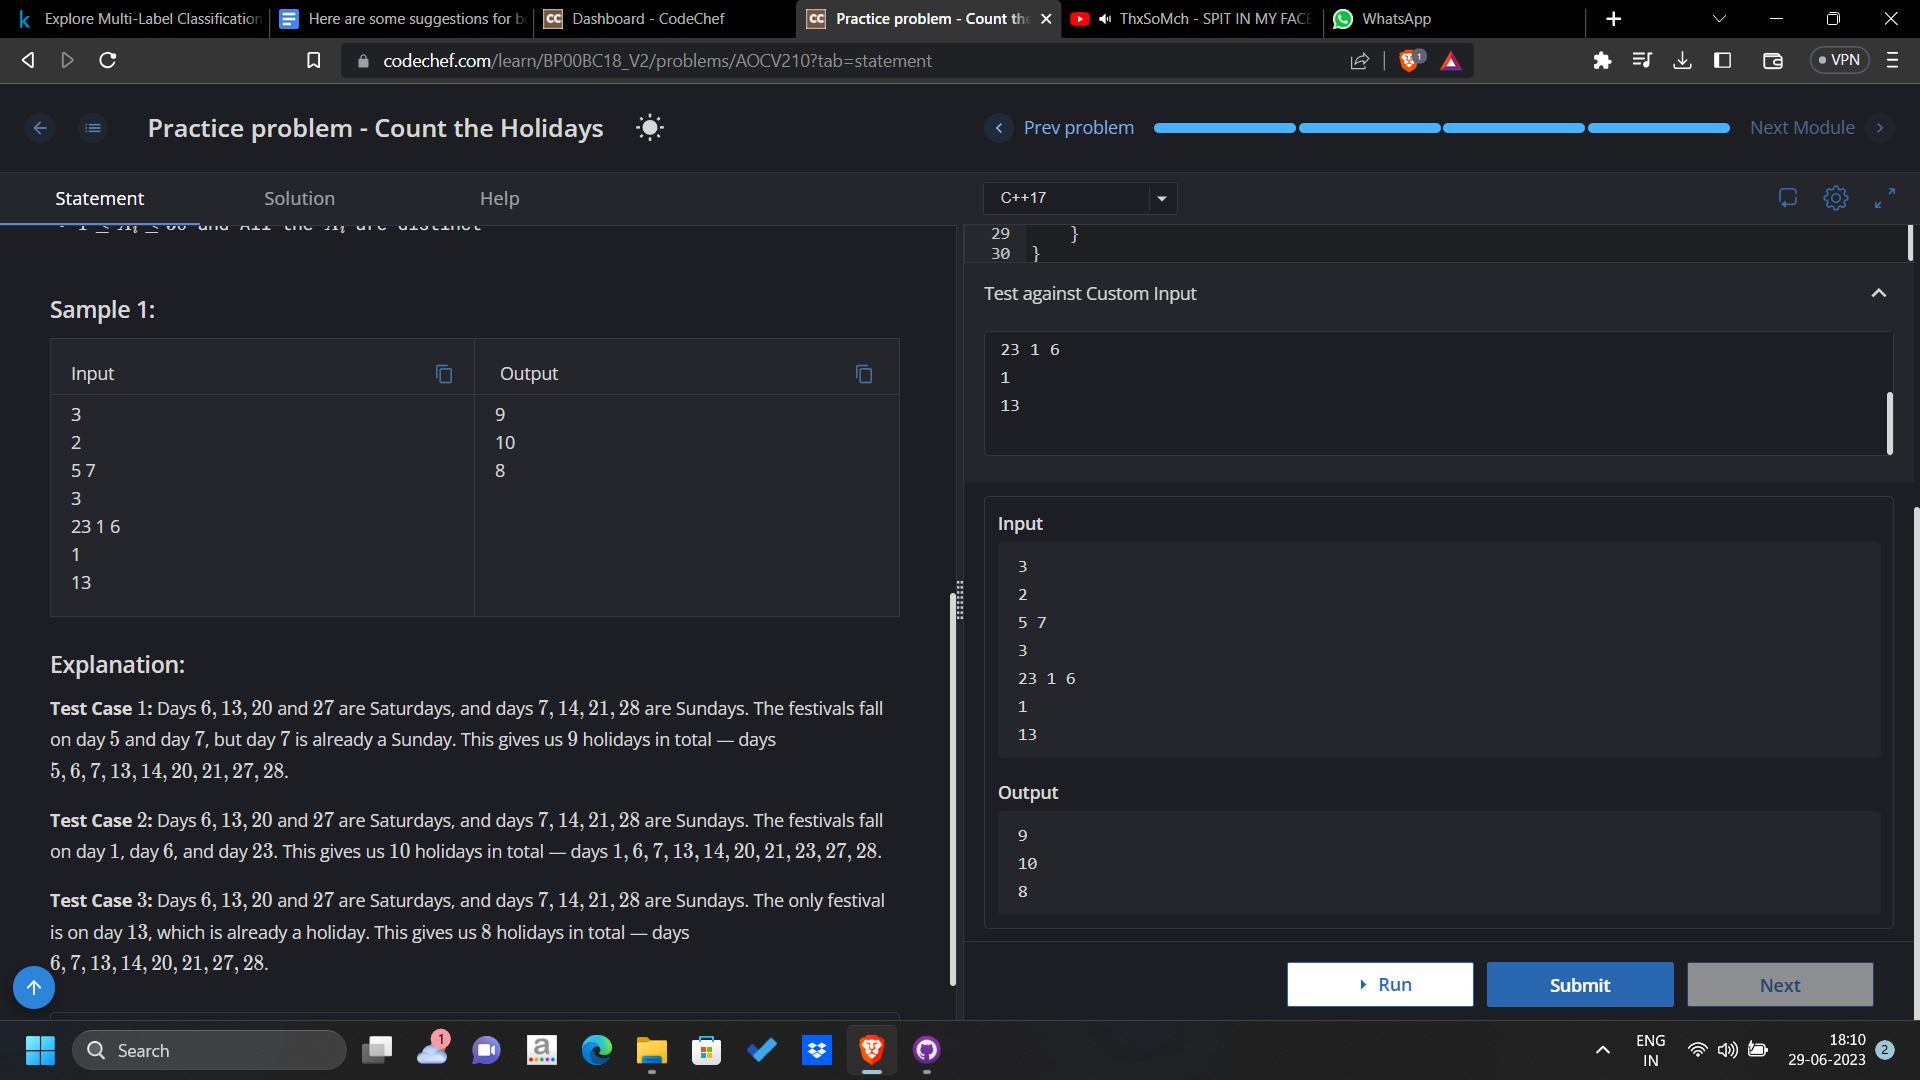 Explore Multi-Label Classification
Here are some suggestions for be
Dashboard - CodeChef
Practice problem - Count the
ThxSoMch - SPIT IN MY FACE
WhatsApp
codechef.com/learn/BP00BC18_V2/problems/AOCV210?tab=statement
1
VPN
Practice problem - Count the Holidays
Prev problem
Next Module
Statement
Solution
Help
C++17
and All the Aᵢ are distinct
29 }
30 }
Sample 1:
Input
Output
3
2
5 7
3
23 1 6
1
13
9
10
8
Explanation:
Test Case 1: Days 6, 13, 20 and 27 are Saturdays, and days 7, 14, 21, 28 are Sundays. The festivals fall
on day 5 and day 7, but day 7 is already a Sunday. This gives us 9 holidays in total — days
5, 6, 7, 13, 14, 20, 21, 27, 28.
Test Case 2: Days 6, 13, 20 and 27 are Saturdays, and days 7, 14, 21, 28 are Sundays. The festivals fall
on day 1, day 6, and day 23. This gives us 10 holidays in total — days 1, 6, 7, 13, 14, 20, 21, 23, 27, 28.
Test Case 3: Days 6, 13, 20 and 27 are Saturdays, and days 7, 14, 21, 28 are Sundays. The only festival
is on day 13, which is already a holiday. This gives us 8 holidays in total — days
6, 7, 13, 14, 20, 21, 27, 28.
Test against Custom Input
23 1 6
1
13
Input
3
2
5 7
3
23 1 6
1
13
Output
9
10
8
Run
Submit
Next
Search
1
ENG
IN
18:10
29-06-2023
2